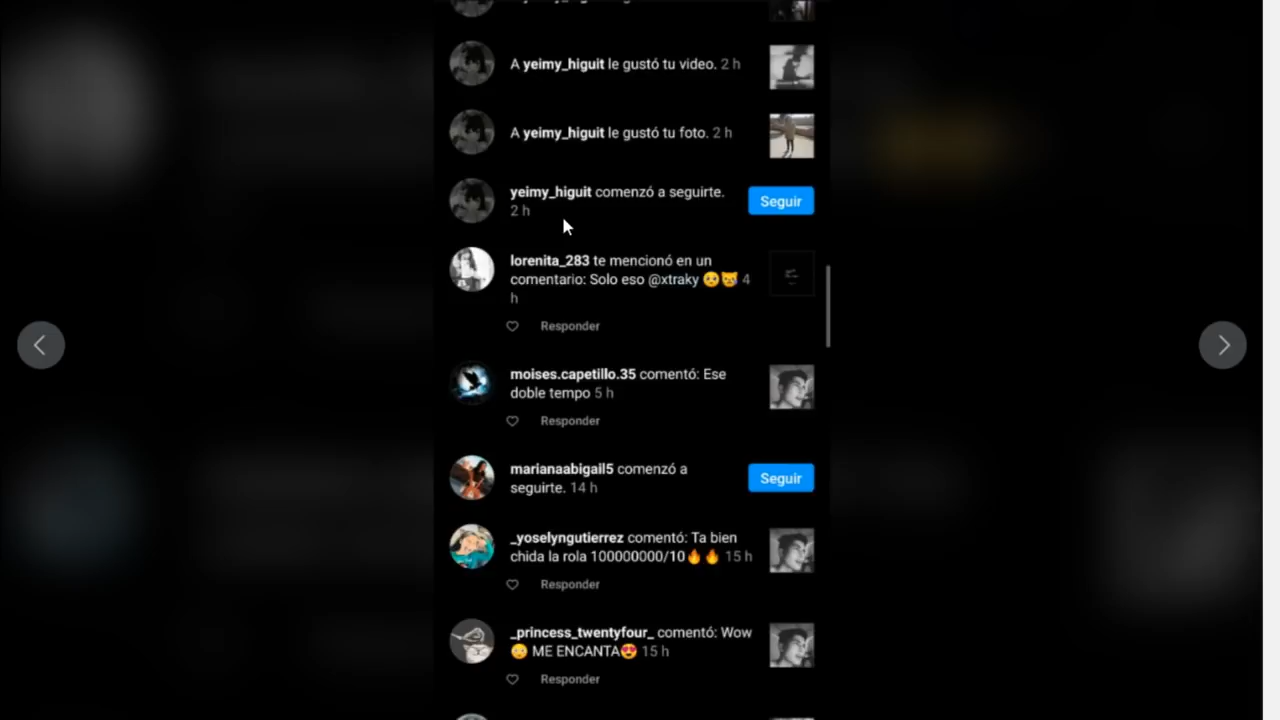 A yeimy_higuit le gustó tu video. 2 h
A yeimy_higuit le gustó tu foto. 2 h
yeimy_higuit comenzó a seguirte.
2 h
Seguir
lorenita_283 te mencionó en un
comentario: Solo eso @xtraky 🥺😿 4
h
Responder
moises.capetillo.35 comentó: Ese
doble tempo 5 h
Responder
marianaabigail5 comenzó a
seguirte. 14 h
Seguir
_yoselyngutierrez comentó: Ta bien
chida la rola 100000000/10🔥🔥 15 h
Responder
_princess_twentyfour_ comentó: Wow
😳 ME ENCANTA😍 15 h
Responder